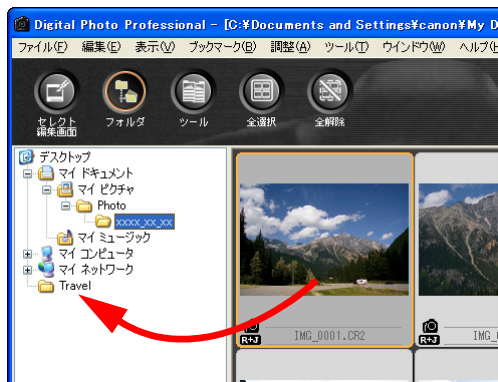 Digital Photo Professional - [C:¥Documents and Settings¥canon¥My D
ファイル(F) 編集(E) 表示(V) ブックマーク(B) 調整(A) ツール(T) ウインドウ(W) ヘルプ(H
セレクト
編集画面
フォルダ
ツール
全選択
全解除
デスクトップ
マイ ドキュメント
マイ ピクチャ
Photo
xxxx_xx_xx
マイ ミュージック
マイ コンピュータ
マイ ネットワーク
Travel
R+J
IMG_0001.CR2
R+J
IMG_